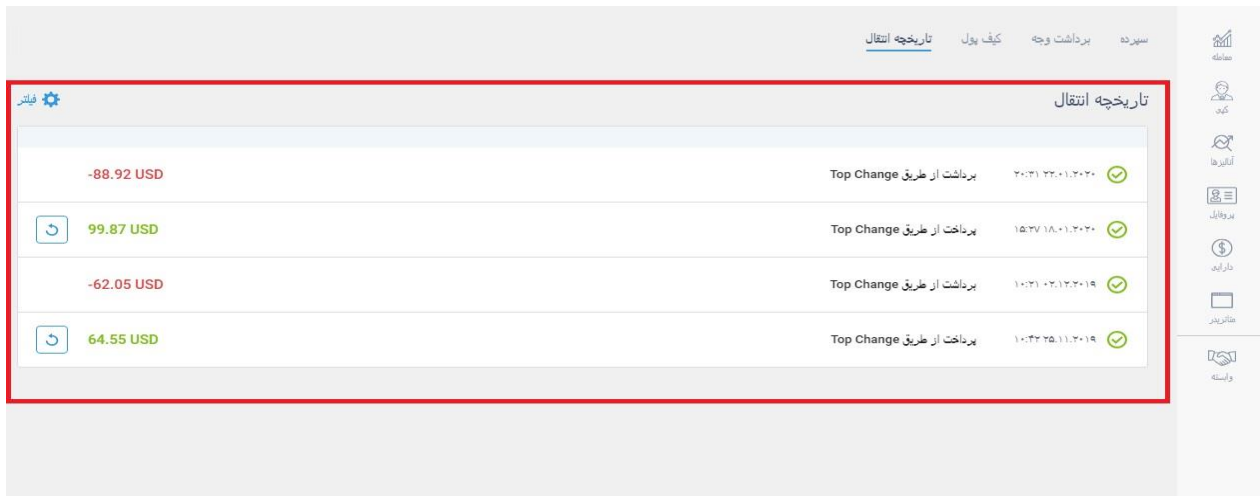 سپرده برداشت وجه کیف پول تاریخچه انتقال
تاریخچه انتقال فیلتر
۲۰:۳۱ ۲۲.۰۱.۲۰۲۰ برداشت از طریق Top Change -88.92 USD
۱۵:۲۷ ۱۸.۰۱.۲۰۲۰ پرداخت از طریق Top Change 99.87 USD
۱۰:۲۱ ۰۲.۱۲.۲۰۱۹ برداشت از طریق Top Change -62.05 USD
۱۰:۴۲ ۲۵.۱۱.۲۰۱۹ پرداخت از طریق Top Change 64.55 USD
معامله
کپی
آنالیزها
پروفایل
دارایی
متاتریدر
وابسته